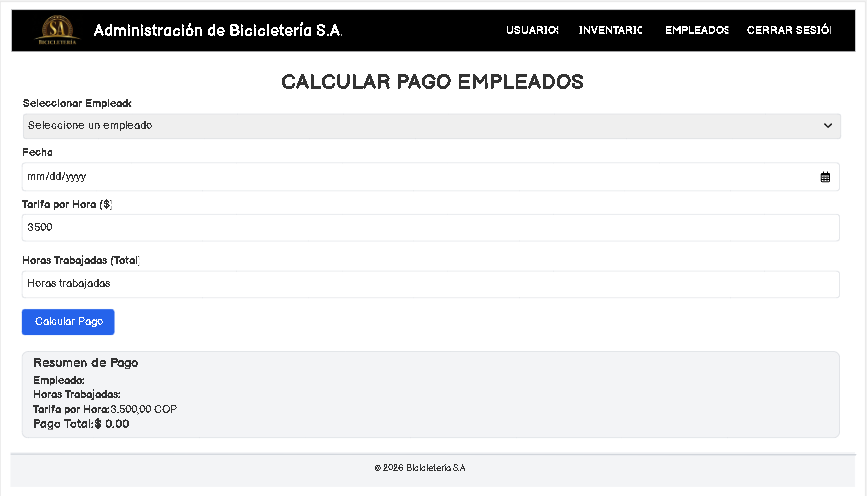 SA
BICICLETERÍA
Administración de Bicicletería S.A.
USUARIOS INVENTARIO EMPLEADOS CERRAR SESIÓ
CALCULAR PAGO EMPLEADOS
Seleccionar Empleado
Seleccione un empleado
Fecha
mm/dd/yyyy
Tarifa por Hora ($)
3500
Horas Trabajadas (Total)
Horas trabajadas
Calcular Pago
Resumen de Pago
Empleado:
Horas Trabajadas:
Tarifa por Hora:3.500,00 COP
Pago Total:$ 0.00
© 2026 Bicicletería S.A